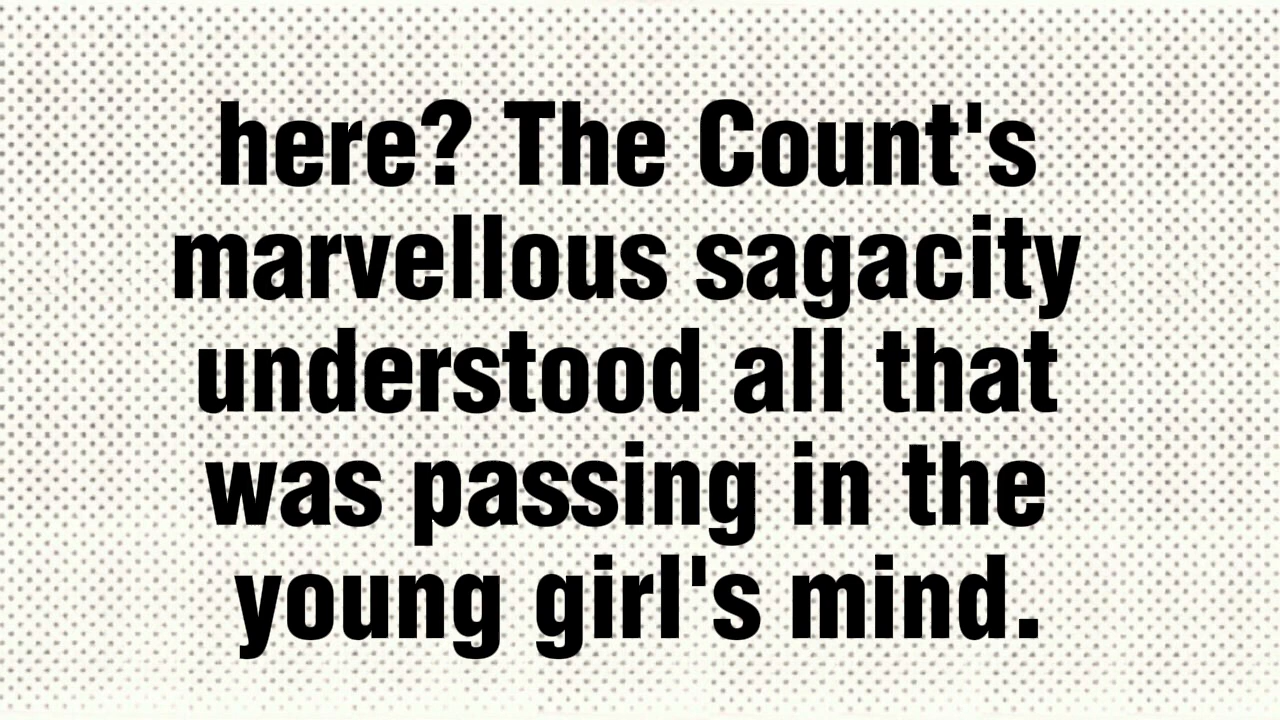 here? The Count's
marvellous sagacity
understood all that
was passing in the
young girl's mind.